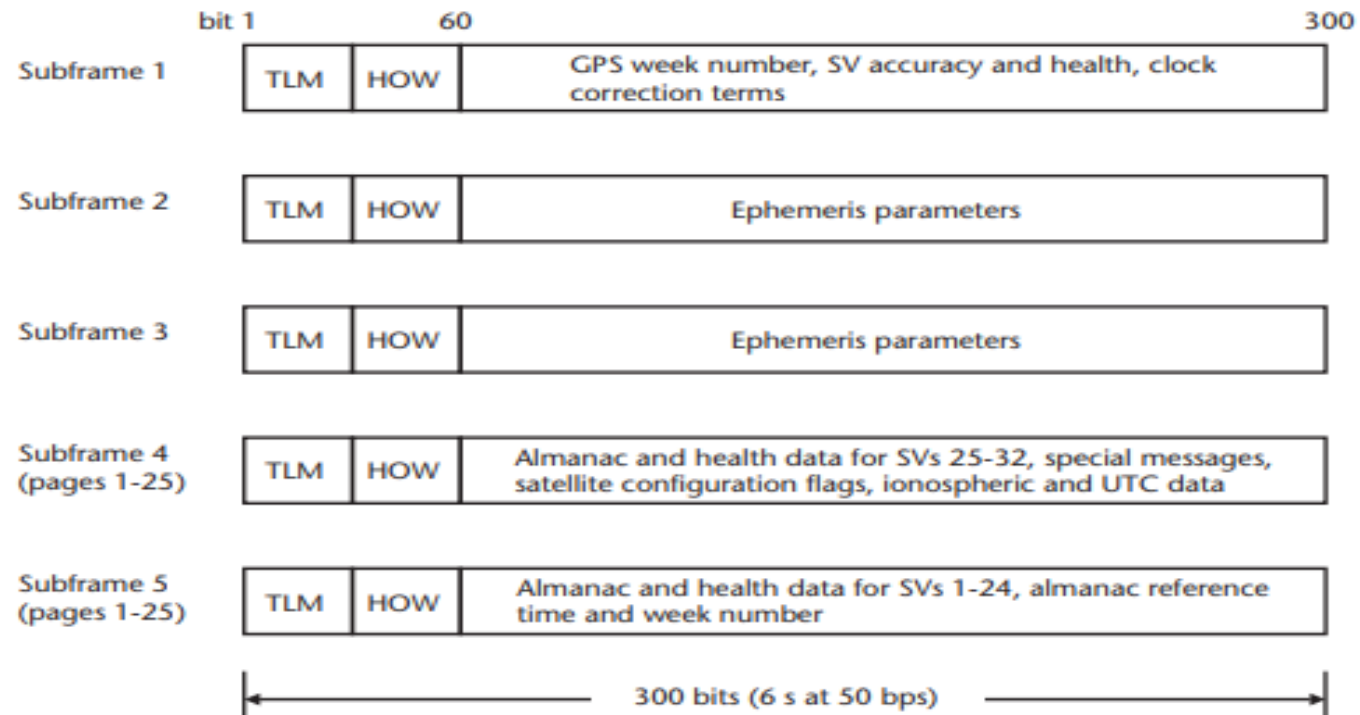 bit 1 60 300
Subframe 1
TLM HOW GPS week number, SV accuracy and health, clock
correction terms
Subframe 2
TLM HOW Ephemeris parameters
Subframe 3
TLM HOW Ephemeris parameters
Subframe 4
(pages 1-25)
TLM HOW Almanac and health data for SVs 25-32, special messages,
satellite configuration flags, ionospheric and UTC data
Subframe 5
(pages 1-25)
TLM HOW Almanac and health data for SVs 1-24, almanac reference
time and week number
300 bits (6 s at 50 bps)